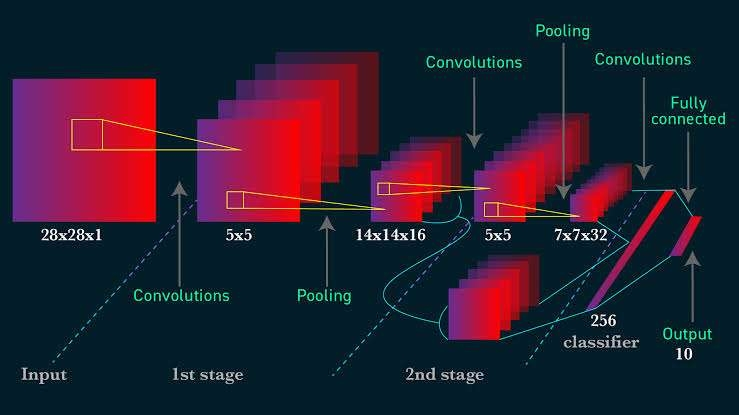 Pooling
Convolutions
Convolutions
Fully
connected
28x28x1
5x5
14x14x16
5x5
7x7x32
Convolutions
Pooling
256
classifier
Output
10
Input
1st stage
2nd stage